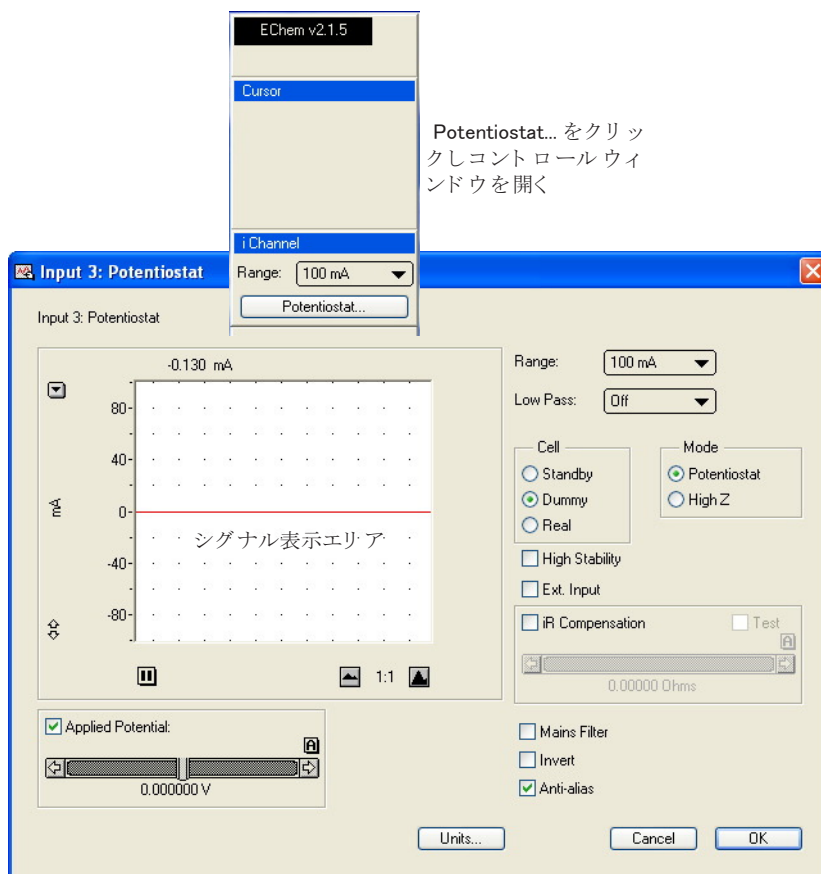 EChem v2.1.5
Cursor
Potentiostat... をクリッ
クしコントロールウィ
ンドウを開く
i Channel
Range: 100 mA
Potentiostat...
Input 3: Potentiostat
Input 3: Potentiostat
-0.130 mA
80
40
0
-40
-80
mA
シグナル表示エリア
1:1
Range: 100 mA
Low Pass: Off
Cell
Standby
Dummy
Real
Mode
Potentiostat
High Z
High Stability
Ext. Input
iR Compensation
Test
A
0.00000 Ohms
Applied Potential:
A
0.000000 V
Mains Filter
Invert
Anti-alias
Units...
Cancel
OK